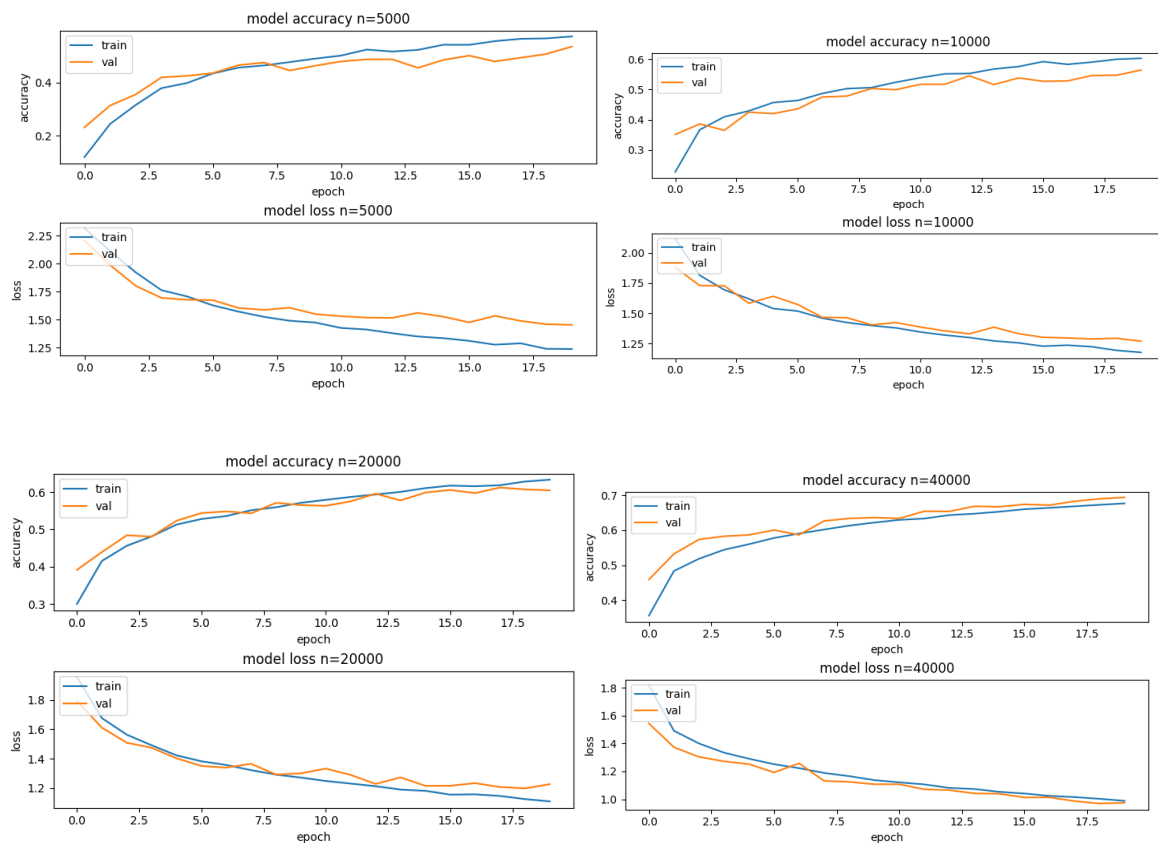 model accuracy n=5000
train
val
accuracy
0.4
0.2
0.0 2.5 5.0 7.5 10.0 12.5 15.0 17.5
epoch
model loss n=5000
train
val
loss
2.25
2.00
1.75
1.50
1.25
0.0 2.5 5.0 7.5 10.0 12.5 15.0 17.5
epoch
model accuracy n=10000
train
val
accuracy
0.6
0.5
0.4
0.3
0.0 2.5 5.0 7.5 10.0 12.5 15.0 17.5
epoch
model loss n=10000
train
val
loss
2.00
1.75
1.50
1.25
0.0 2.5 5.0 7.5 10.0 12.5 15.0 17.5
epoch
model accuracy n=20000
train
val
accuracy
0.6
0.5
0.4
0.3
0.0 2.5 5.0 7.5 10.0 12.5 15.0 17.5
epoch
model loss n=20000
train
val
loss
1.8
1.6
1.4
1.2
0.0 2.5 5.0 7.5 10.0 12.5 15.0 17.5
epoch
model accuracy n=40000
train
val
accuracy
0.7
0.6
0.5
0.4
0.0 2.5 5.0 7.5 10.0 12.5 15.0 17.5
epoch
model loss n=40000
train
val
loss
1.8
1.6
1.4
1.2
1.0
0.0 2.5 5.0 7.5 10.0 12.5 15.0 17.5
epoch